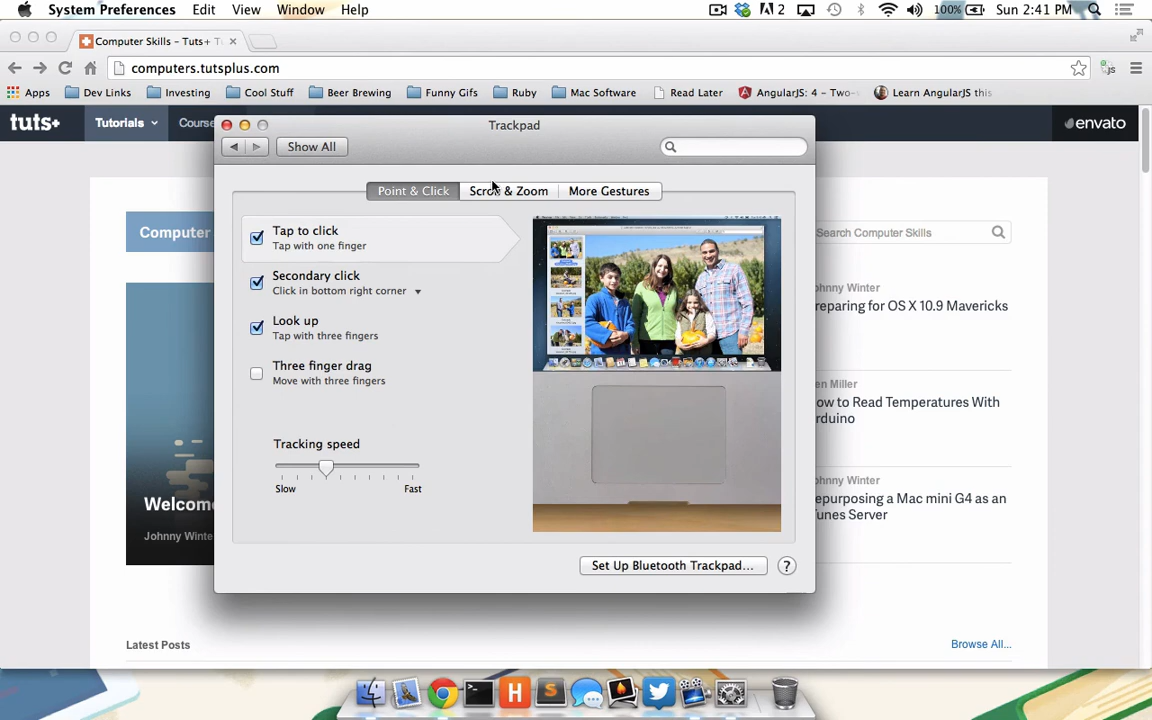 System Preferences Edit View Window Help 2 100% Sun 2:41 PM
Computer Skills – Tuts+
computers.tutsplus.com
Apps Dev Links Investing Cool Stuff Beer Brewing Funny Gifs Ruby Mac Software Read Later AngularJS: 4 – Two- Learn AngularJS this
js
tuts+ Tutorials Cours envato
Trackpad
Show All
Point & Click Scroll & Zoom More Gestures
Tap to click
Tap with one finger
Secondary click
Click in bottom right corner
Look up
Tap with three fingers
Three finger drag
Move with three fingers
Tracking speed
Slow Fast
Set Up Bluetooth Trackpad... ?
Computer
Search Computer Skills
ohnny Winter
reparing for OS X 10.9 Mavericks
en Miller
ow to Read Temperatures With
rduino
ohnny Winter
epurposing a Mac mini G4 as an
Tunes Server
Welcom
Johnny Winte
Latest Posts Browse All...
H S